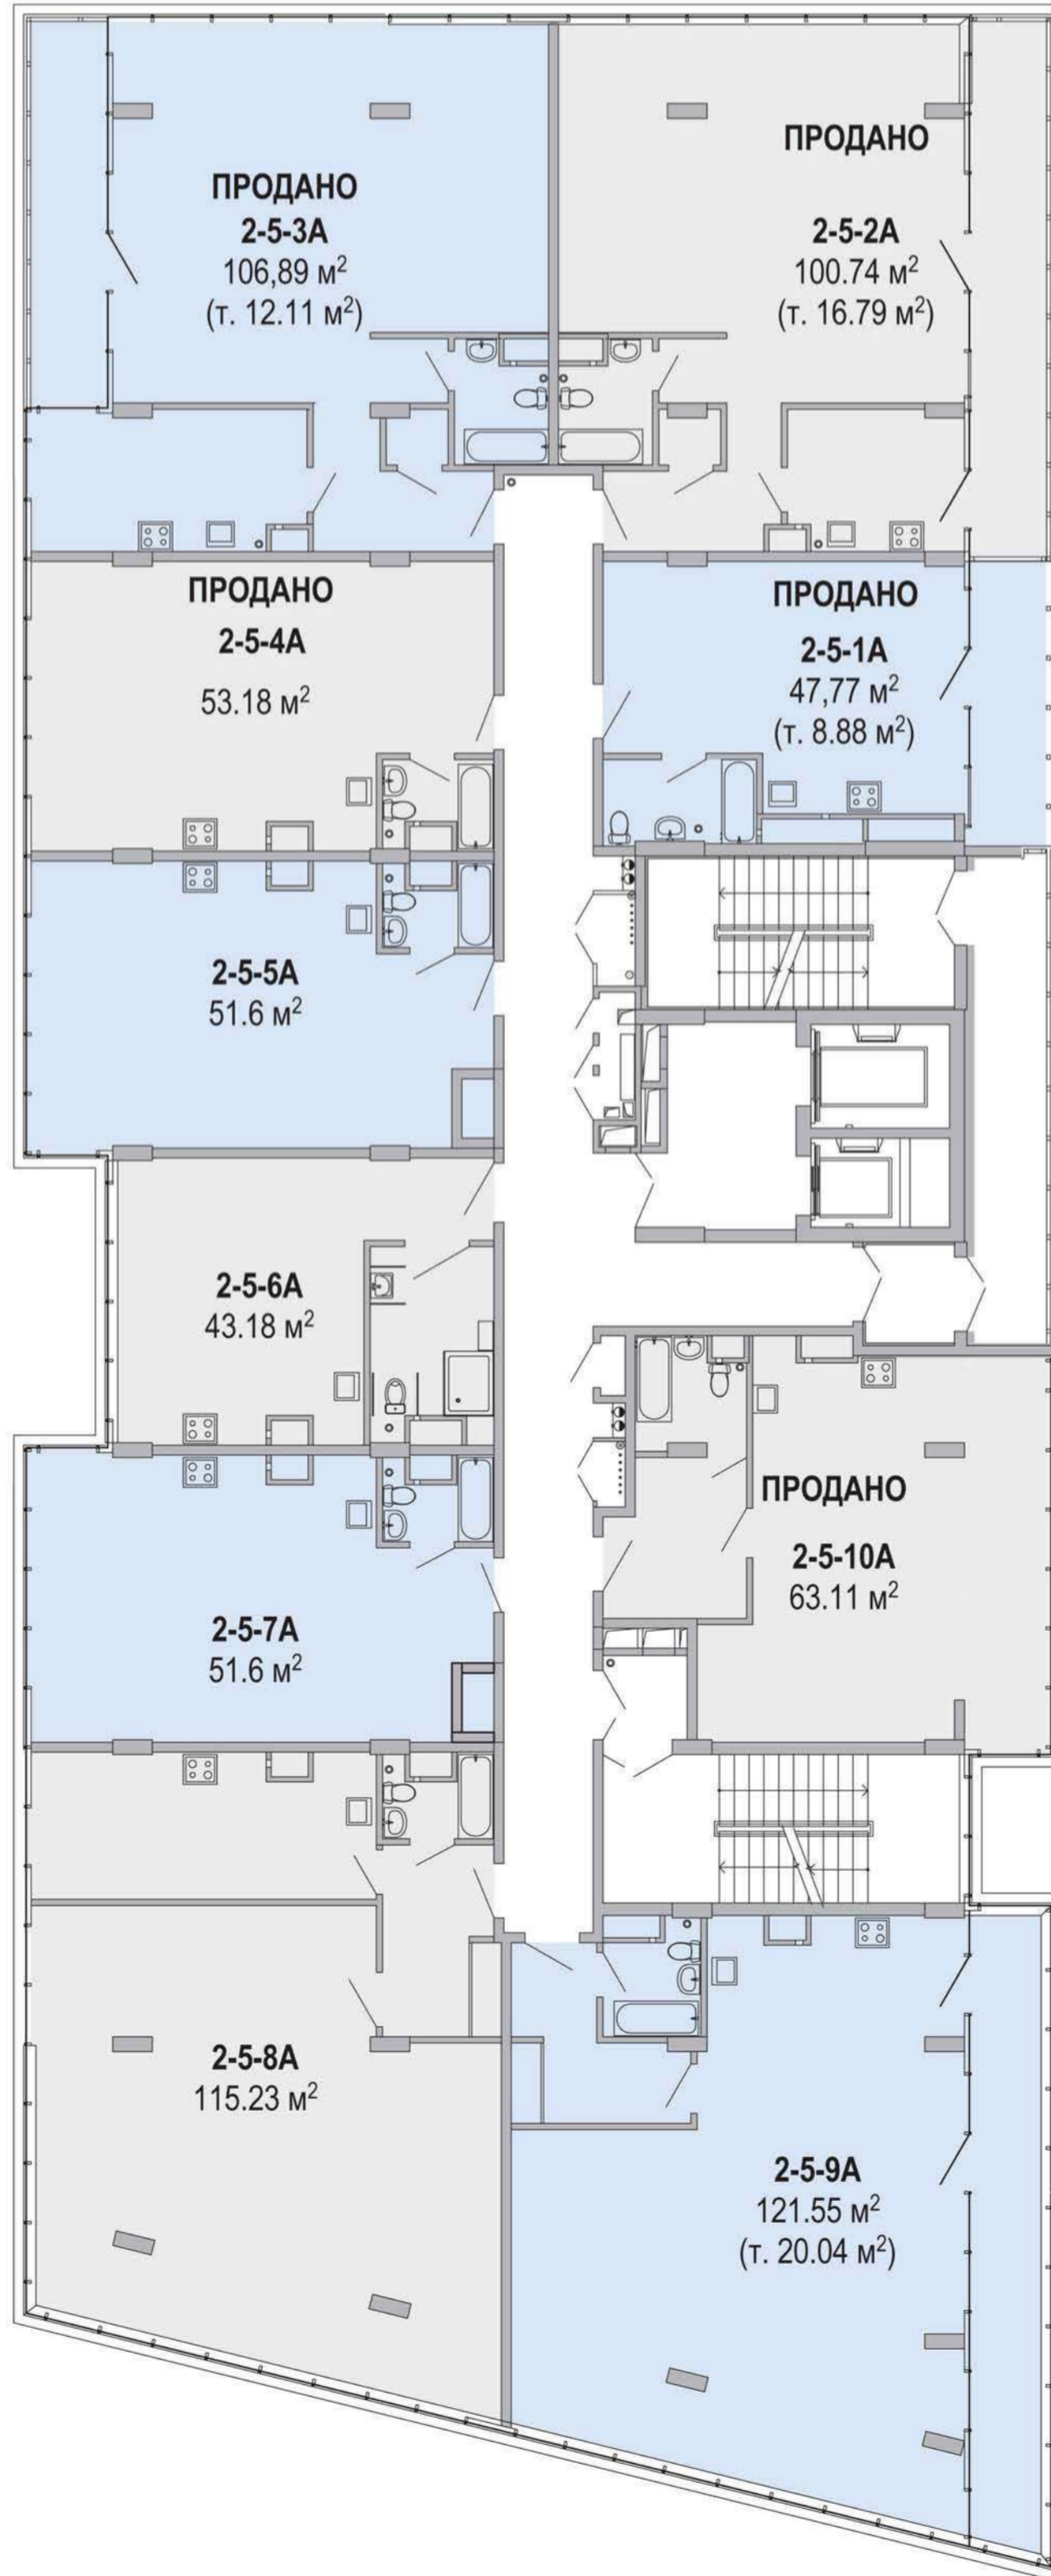 ПРОДАНО
2-5-3А
106,89 м²
(т. 12.11 м²)
ПРОДАНО
2-5-2А
100.74 м²
(т. 16.79 м²)
ПРОДАНО
2-5-4А
53.18 м²
ПРОДАНО
2-5-1А
47,77 м²
(т. 8.88 м²)
2-5-5А
51.6 м²
2-5-6А
43.18 м²
ПРОДАНО
2-5-10А
63.11 м²
2-5-7А
51.6 м²
2-5-8А
115.23 м²
2-5-9А
121.55 м²
(т. 20.04 м²)